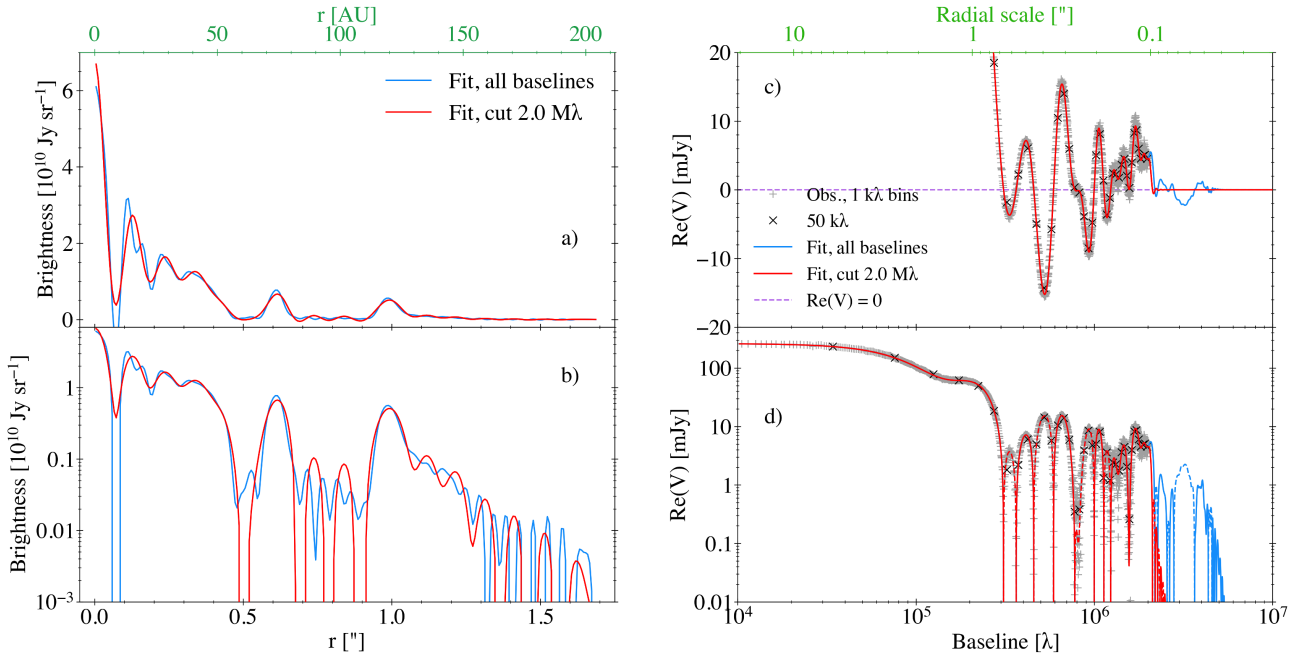 r [AU]
0 50 100 150 200
Brightness [10¹⁰ Jy sr⁻¹]
6
4
2
0
Fit, all baselines
Fit, cut 2.0 Mλ
a)
Brightness [10¹⁰ Jy sr⁻¹]
1
0.1
0.01
10⁻³
b)
0.0 0.5 1.0 1.5
r ["]
Radial scale ["]
10 1 0.1
Re(V) [mJy]
20
10
0
−10
−20
c)
Obs., 1 kλ bins
50 kλ
Fit, all baselines
Fit, cut 2.0 Mλ
Re(V) = 0
Re(V) [mJy]
100
10
1
0.1
0.01
d)
10⁴ 10⁵ 10⁶ 10⁷
Baseline [λ]